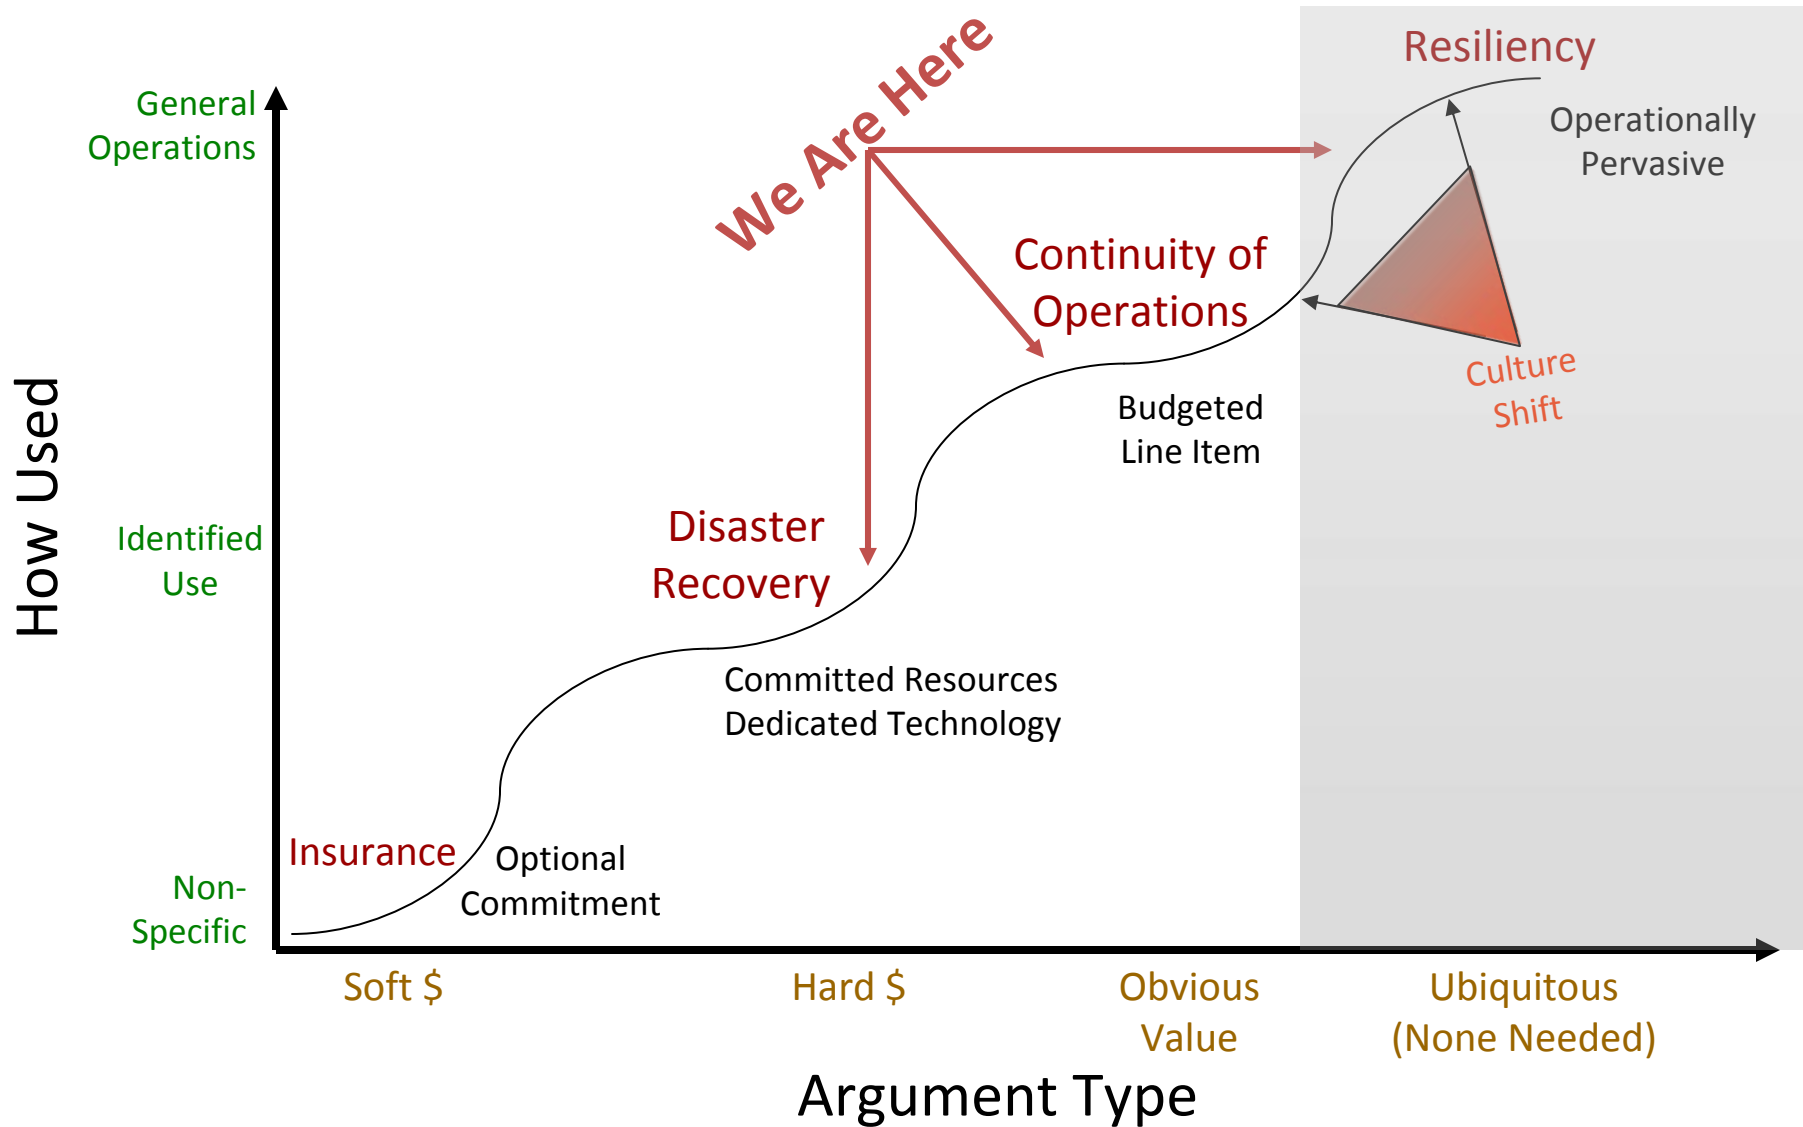 Resiliency
We Are Here
General
Operations
Operationally
Pervasive
Continuity of
Operations
Culture
Shift
Budgeted
Line Item
How Used
Disaster
Recovery
Identified
Use
Committed Resources
Dedicated Technology
Insurance
Optional
Commitment
Non-
Specific
Soft $
Hard $
Obvious
Value
Ubiquitous
(None Needed)
Argument Type